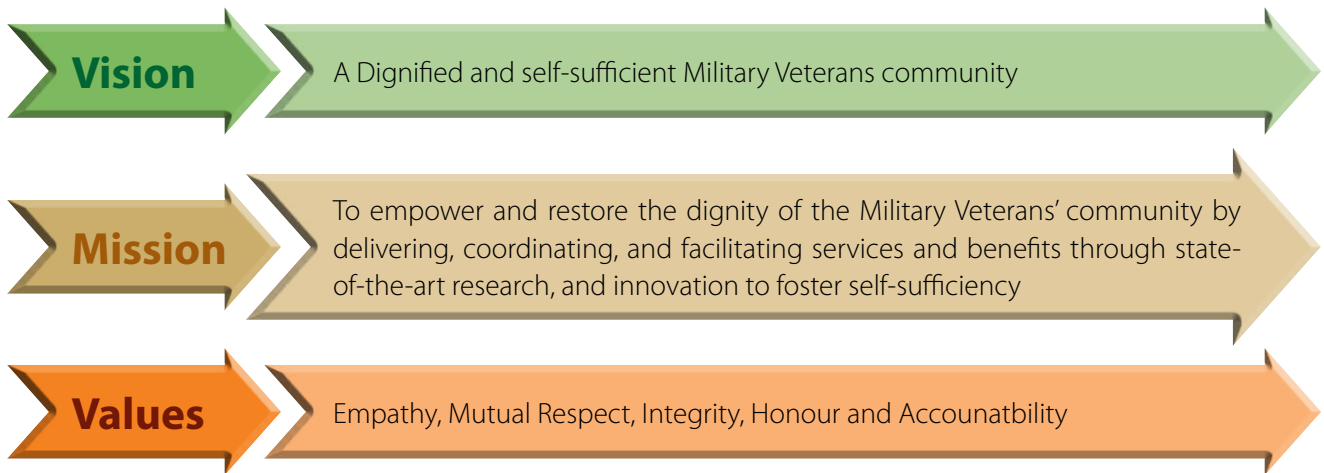 Vision
A Dignified and self-sufficient Military Veterans community
Mission
To empower and restore the dignity of the Military Veterans' community by
delivering, coordinating, and facilitating services and benefits through state-
of-the-art research, and innovation to foster self-sufficiency
Values
Empathy, Mutual Respect, Integrity, Honour and Accounatbility